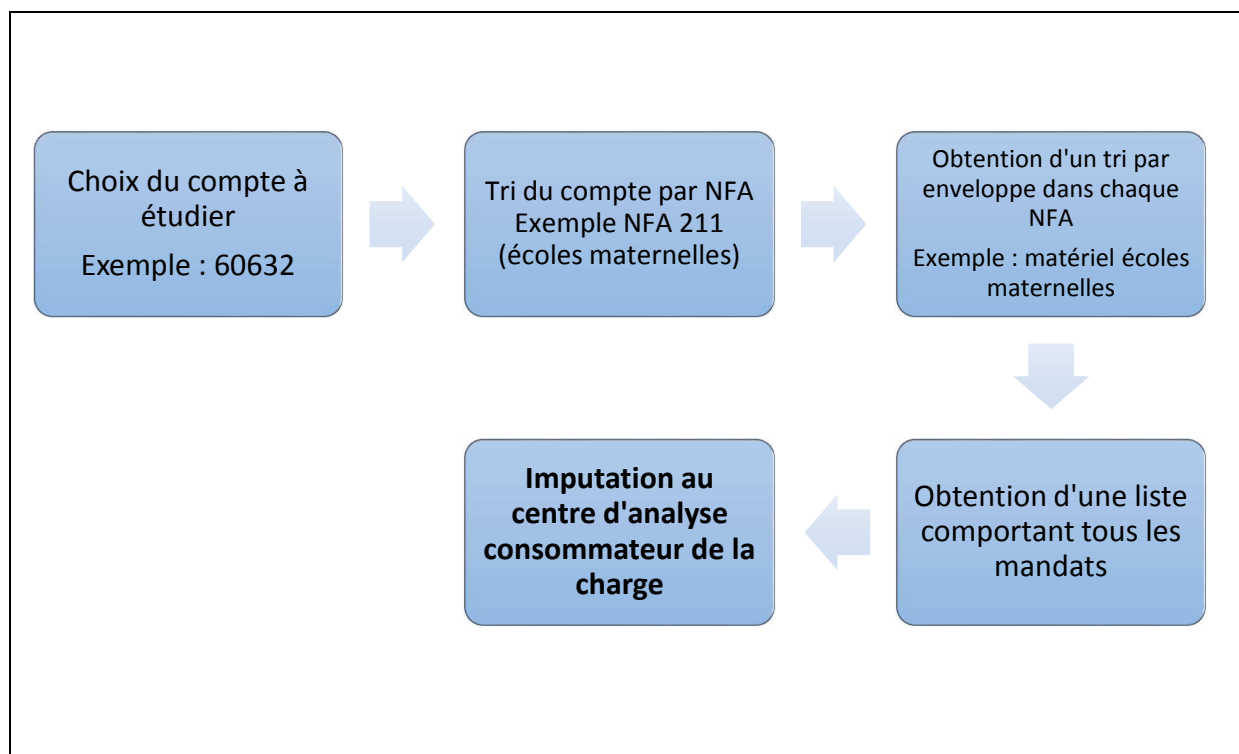 Choix du compte à
étudier
Exemple : 60632
Tri du compte par NFA
Exemple NFA 211
(écoles maternelles)
Obtention d'un tri par
enveloppe dans chaque
NFA
Exemple : matériel écoles
maternelles
Obtention d'une liste
comportant tous les
mandats
Imputation au
centre d'analyse
consommateur de la
charge